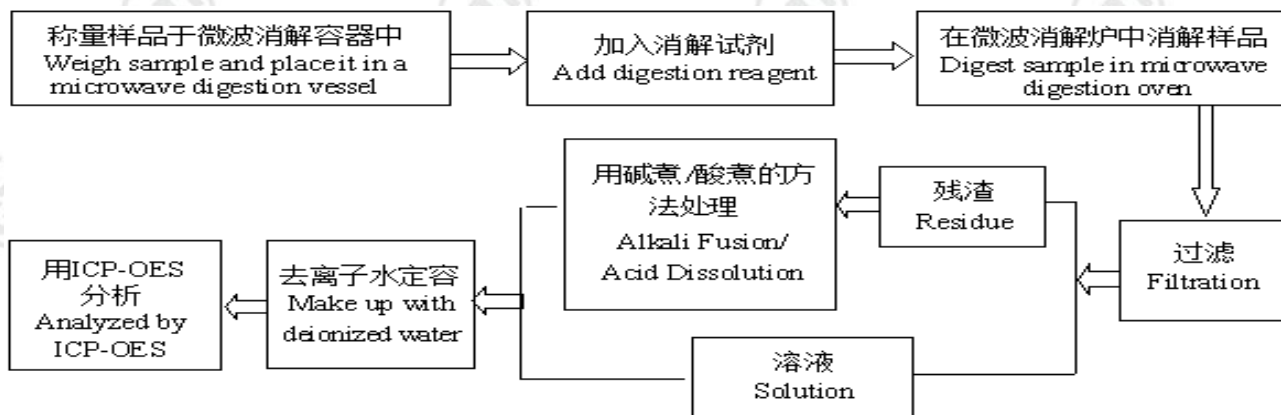 称量样品于微波消解容器中
Weigh sample and place it in a
microwave digestion vessel
加入消解试剂
Add digestion reagent
在微波消解炉中消解样品
Digest sample in microwave
digestion oven
过滤
Filtration
残渣
Residue
用碱煮/酸煮的方
法处理
Alkali Fusion/
Acid Dissolution
溶液
Solution
去离子水定容
Make up with
deionized water
用ICP-OES
分析
Analyzed by
ICP-OES